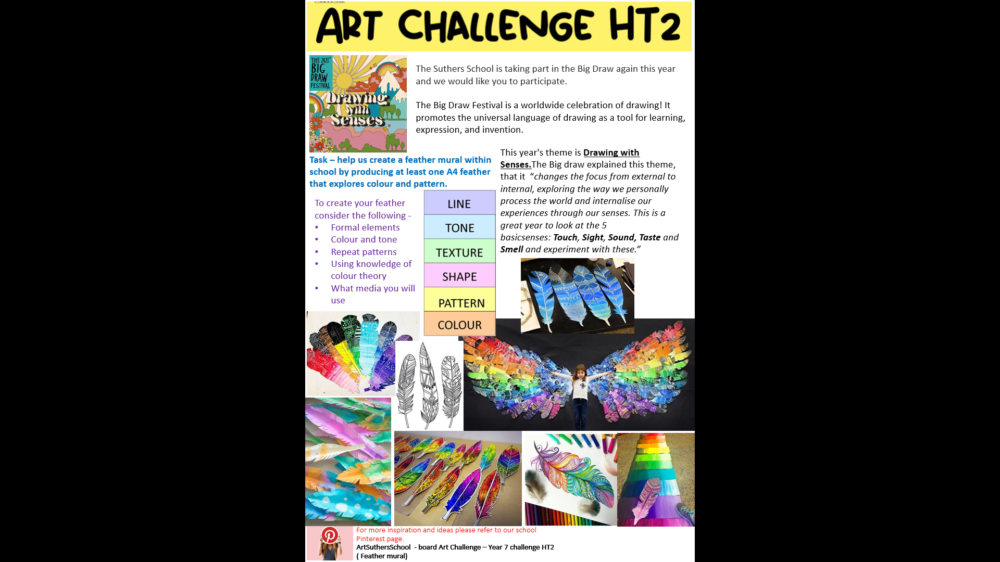 ART CHALLENGE HT2
THE 2023
BIG
DRAW
FESTIVAL
Drawing
with
Senses
The Suthers School is taking part in the Big Draw again this year
and we would like you to participate.
The Big Draw Festival is a worldwide celebration of drawing! It
promotes the universal language of drawing as a tool for learning,
expression, and invention.
Task – help us create a feather mural within
school by producing at least one A4 feather
that explores colour and pattern.
This year's theme is Drawing with
Senses.The Big draw explained this theme,
that it “changes the focus from external to
internal, exploring the way we personally
process the world and internalise our
experiences through our senses. This is a
great year to look at the 5
basicsenses: Touch, Sight, Sound, Taste and
Smell and experiment with these.”
To create your feather
consider the following -
• Formal elements
• Colour and tone
• Repeat patterns
• Using knowledge of
colour theory
• What media you will
use
LINE
TONE
TEXTURE
SHAPE
PATTERN
COLOUR
For more inspiration and ideas please refer to our school
Pinterest page.
ArtSuthersSchool - board Art Challenge – Year 7 challenge HT2
( Feather mural)